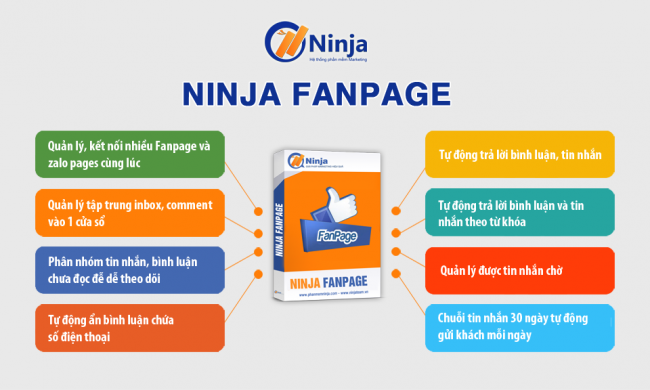 Ninja
Hệ thống phần mềm Marketing
NINJA FANPAGE
Quản lý, kết nối nhiều Fanpage và
zalo pages cùng lúc
Quản lý tập trung inbox, comment
vào 1 cửa sổ
Phân nhóm tin nhắn, bình luận
chưa đọc để dễ theo dõi
Tự động ẩn bình luận chứa
số điện thoại
Ninja
NINJA FANPAGE
FanPage
NINJA FANPAGE
Tự động trả lời bình luận, tin nhắn
Tự động trả lời bình luận và tin
nhắn theo từ khóa
Quản lý được tin nhắn chờ
Chuỗi tin nhắn 30 ngày tự động
gửi khách mỗi ngày